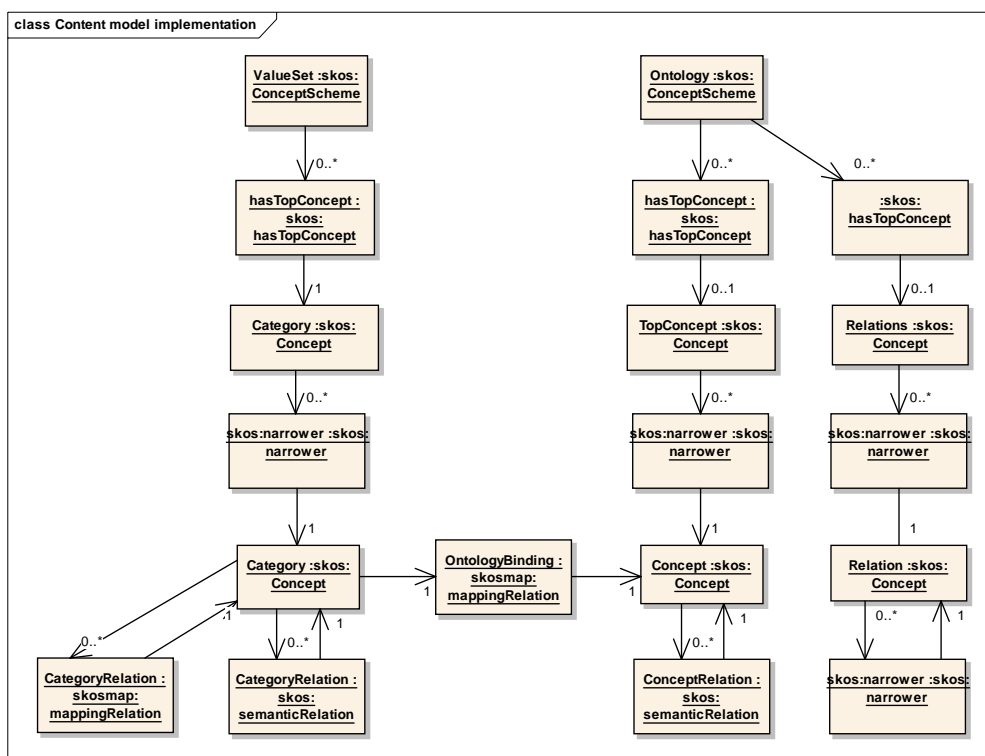 class Content model implementation
ValueSet :skos:
ConceptScheme
Ontology :skos:
ConceptScheme
0..*
0..*
0..*
hasTopConcept :
skos:
hasTopConcept
hasTopConcept :
skos:
hasTopConcept
:skos:
hasTopConcept
1
0..1
0..1
Category :skos:
Concept
TopConcept :skos:
Concept
Relations :skos:
Concept
0..*
0..*
0..*
skos:narrower :skos:
narrower
skos:narrower :skos:
narrower
skos:narrower :skos:
narrower
1
1
1
Category :skos:
Concept
OntologyBinding :
skosmap:
mappingRelation
Concept :skos:
Concept
Relation :skos:
Concept
1
1
1
0..*
0..*
1
0..*
1
0..*
1
CategoryRelation :
skosmap:
mappingRelation
CategoryRelation :
skos:
semanticRelation
ConceptRelation :
skos:
semanticRelation
skos:narrower :skos:
narrower